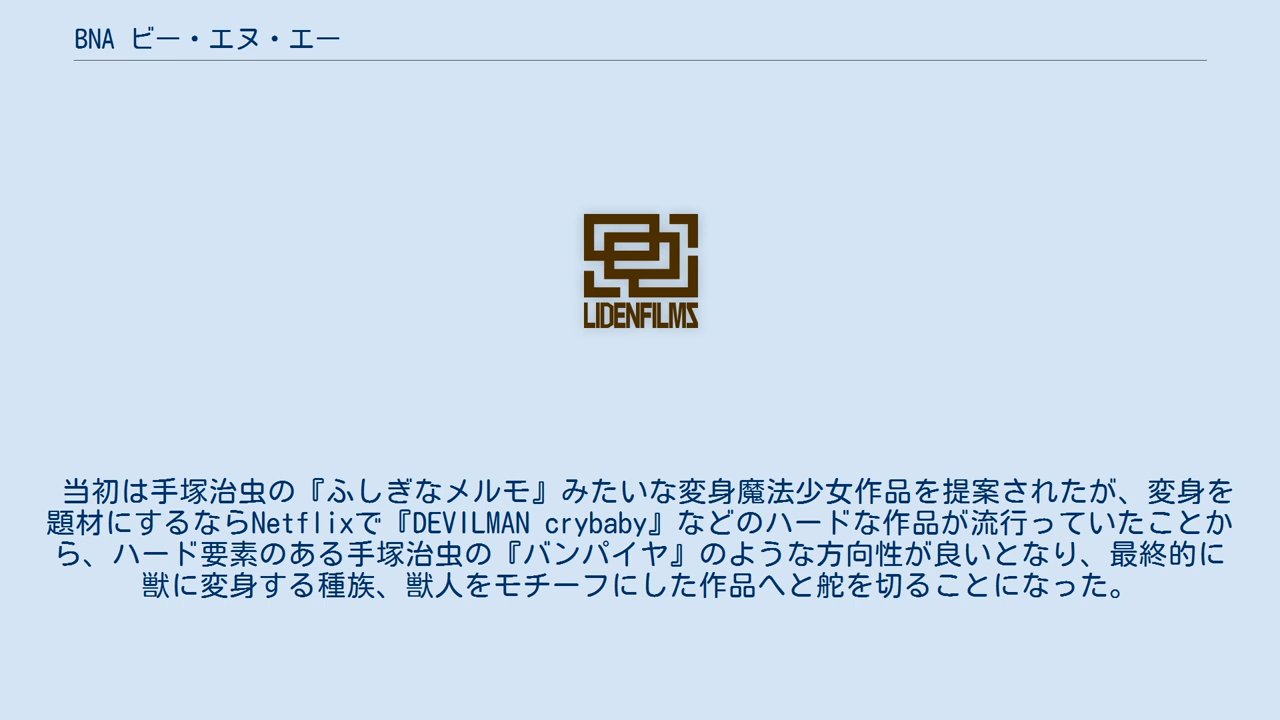 BNA ビー・エヌ・エー
LIDENFILMS
当初は手塚治虫の『ふしぎなメルモ』みたいな変身魔法少女作品を提案されたが、変身を
題材にするならNetflixで『DEVILMAN crybaby』などのハードな作品が流行っていたことか
ら、ハード要素のある手塚治虫の『バンパイヤ』のような方向性が良いとなり、最終的に
獣に変身する種族、獣人をモチーフにした作品へと舵を切ることになった。